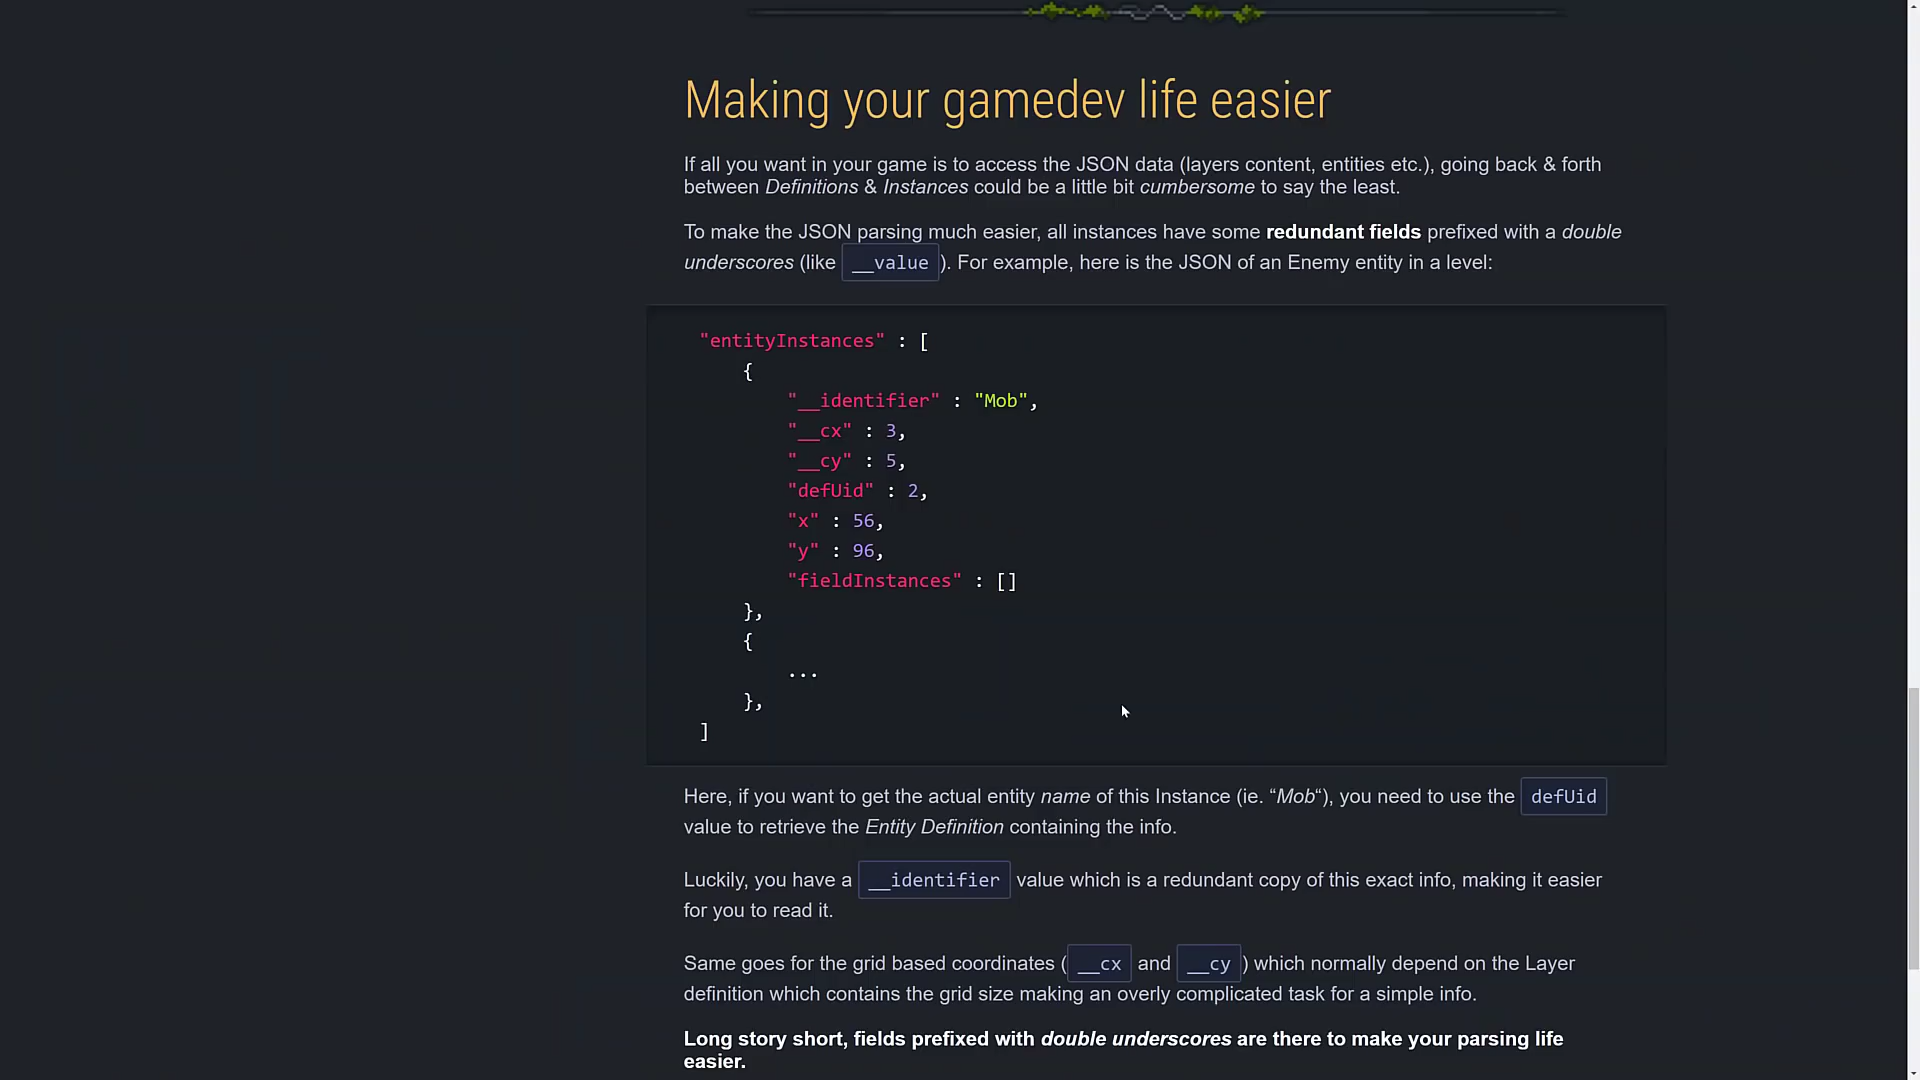 Making your gamedev life easier
If all you want in your game is to access the JSON data (layers content, entities etc.), going back & forth
between Definitions & Instances could be a little bit cumbersome to say the least.
To make the JSON parsing much easier, all instances have some redundant fields prefixed with a double
underscores (like __value ). For example, here is the JSON of an Enemy entity in a level:
"entityInstances" : [
{
"__identifier" : "Mob",
"__cx" : 3,
"__cy" : 5,
"defUid" : 2,
"x" : 56,
"y" : 96,
"fieldInstances" : []
},
{
...
},
]
Here, if you want to get the actual entity name of this Instance (ie. “Mob“), you need to use the defUid
value to retrieve the Entity Definition containing the info.
Luckily, you have a __identifier value which is a redundant copy of this exact info, making it easier
for you to read it.
Same goes for the grid based coordinates ( __cx and __cy ) which normally depend on the Layer
definition which contains the grid size making an overly complicated task for a simple info.
Long story short, fields prefixed with double underscores are there to make your parsing life
easier.